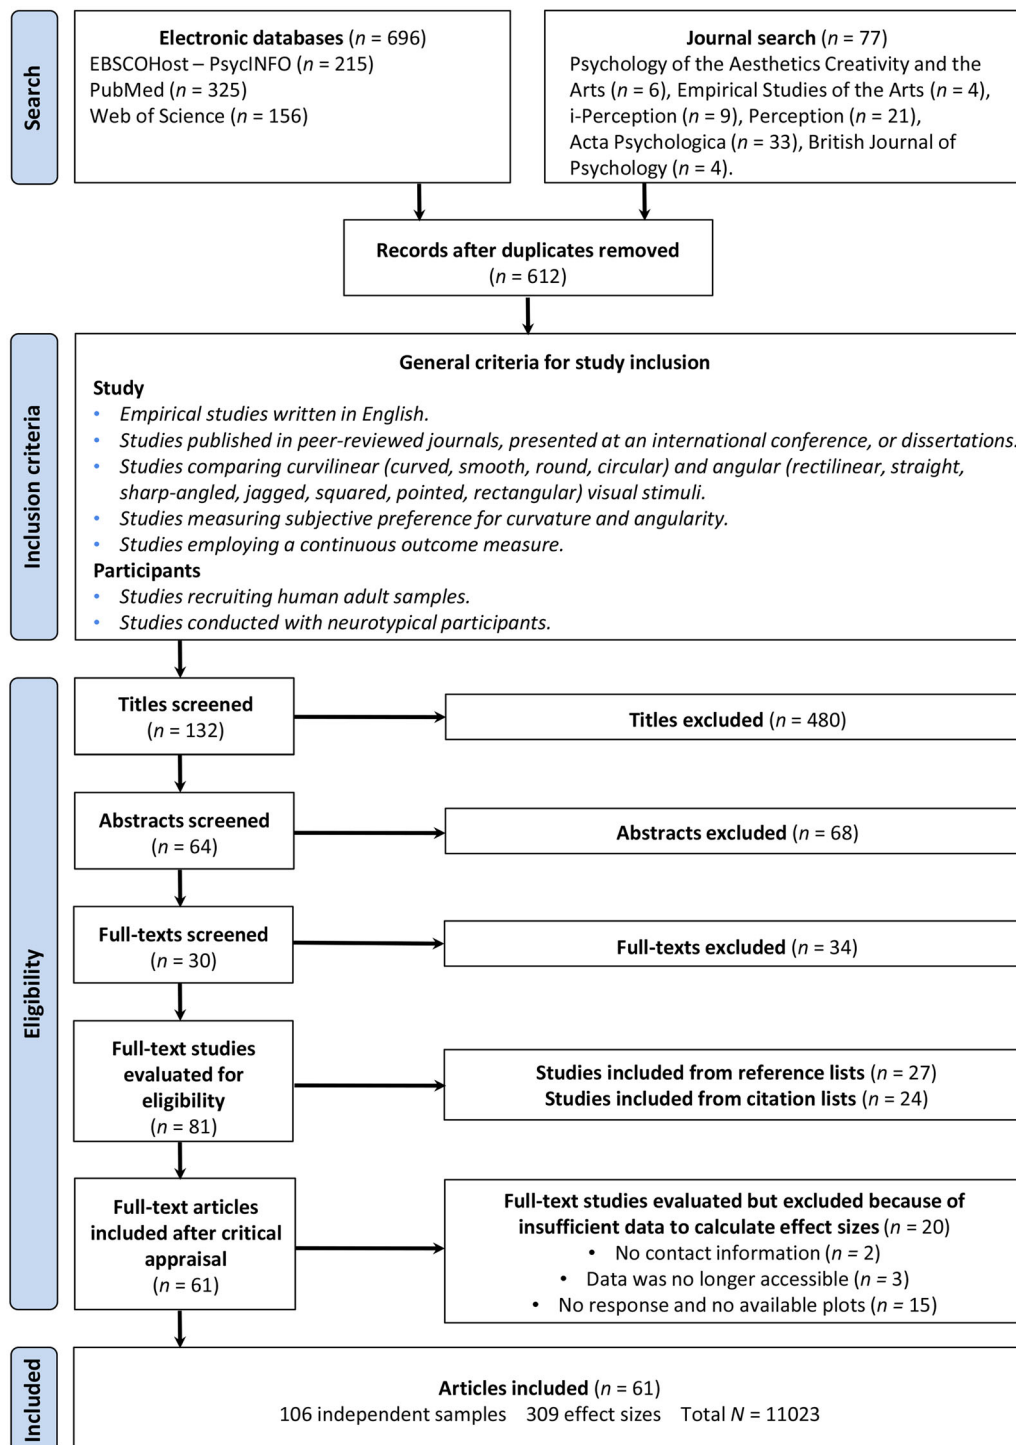 Search
Electronic databases (n = 696)
EBSCOHost – PsycINFO (n = 215)
PubMed (n = 325)
Web of Science (n = 156)
Journal search (n = 77)
Psychology of the Aesthetics Creativity and the
Arts (n = 6), Empirical Studies of the Arts (n = 4),
i-Perception (n = 9), Perception (n = 21),
Acta Psychologica (n = 33), British Journal of
Psychology (n = 4).
Records after duplicates removed
(n = 612)
Inclusion criteria
General criteria for study inclusion
Study
• Empirical studies written in English.
• Studies published in peer-reviewed journals, presented at an international conference, or dissertations.
• Studies comparing curvilinear (curved, smooth, round, circular) and angular (rectilinear, straight,
sharp-angled, jagged, squared, pointed, rectangular) visual stimuli.
• Studies measuring subjective preference for curvature and angularity.
• Studies employing a continuous outcome measure.
Participants
• Studies recruiting human adult samples.
• Studies conducted with neurotypical participants.
Eligibility
Titles screened
(n = 132)
Titles excluded (n = 480)
Abstracts screened
(n = 64)
Abstracts excluded (n = 68)
Full-texts screened
(n = 30)
Full-texts excluded (n = 34)
Full-text studies
evaluated for
eligibility
(n = 81)
Studies included from reference lists (n = 27)
Studies included from citation lists (n = 24)
Full-text articles
included after critical
appraisal
(n = 61)
Full-text studies evaluated but excluded because of
insufficient data to calculate effect sizes (n = 20)
• No contact information (n = 2)
• Data was no longer accessible (n = 3)
• No response and no available plots (n = 15)
Included
Articles included (n = 61)
106 independent samples 309 effect sizes Total N = 11023